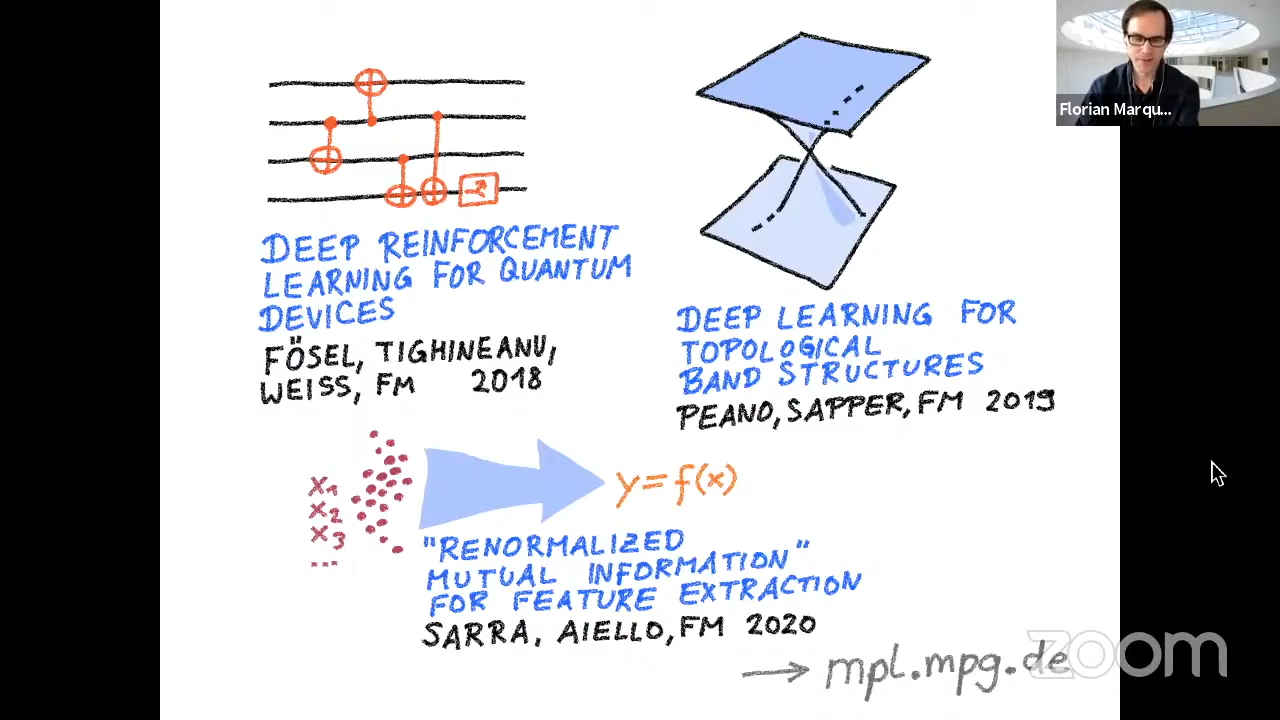 Florian Marqu...
DEEP REINFORCEMENT
LEARNING FOR QUANTUM
DEVICES
FÖSEL, TIGHINEANU,
WEISS, FM 2018
DEEP LEARNING FOR
TOPOLOGICAL
BAND STRUCTURES
PEANO, SAPPER, FM 2019
x1
x2
x3
...
y=f(x)
"RENORMALIZED
MUTUAL INFORMATION"
FOR FEATURE EXTRACTION
SARRA, AIELLO, FM 2020
→ mpl.mpg.de
zoom